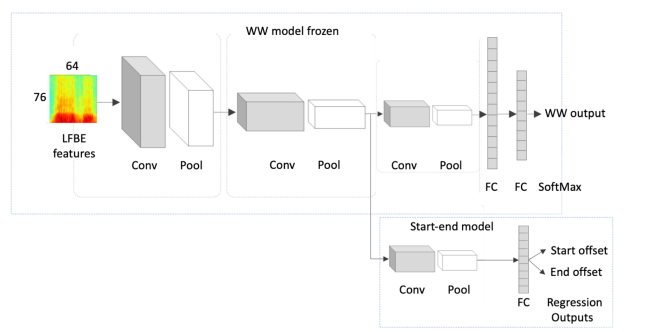 WW model frozen
64
76
LFBE
features
Conv
Pool
Conv
Pool
Conv
Pool
FC
FC
SoftMax
WW output
Start-end model
Conv
Pool
FC
Start offset
End offset
Regression
Outputs